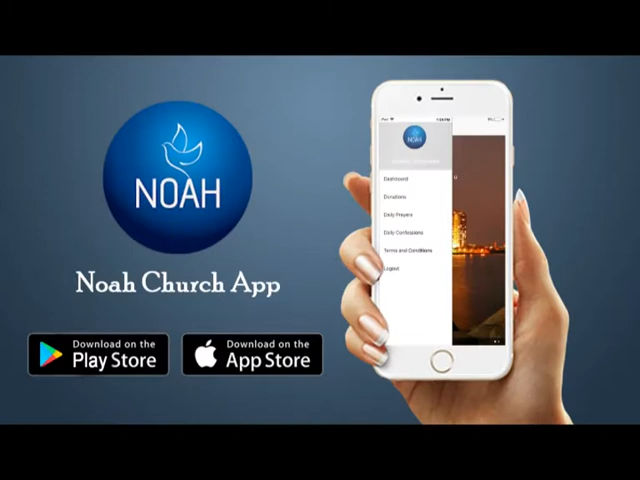 NOAH
Noah Church App
Download on the
Play Store
Download on the
App Store
NOAH
Dashboard
Donations
Daily Prayers
Daily Confessions
Terms and Conditions
Logout